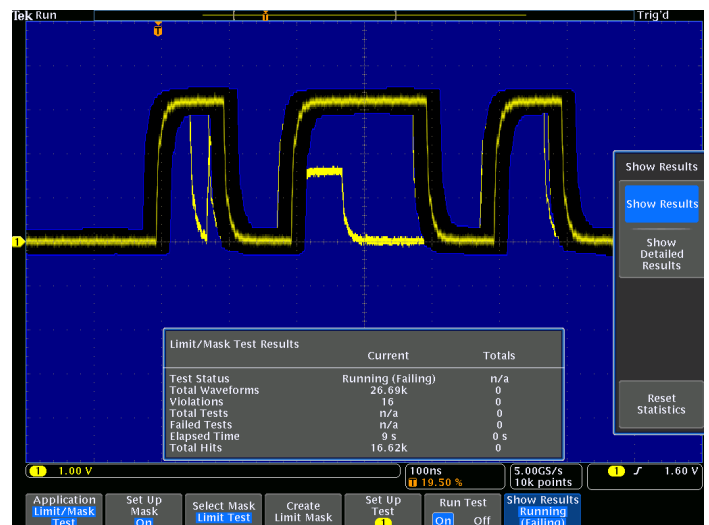 Tek Run Trig'd
T
T
1
Show Results
Show Results
Show
Detailed
Results
Reset
Statistics
Limit/Mask Test Results
Current Totals
Test Status Running (Failing) n/a
Total Waveforms 26.69k 0
Violations 16 0
Total Tests n/a 0
Failed Tests n/a 0
Elapsed Time 9 s 0 s
Total Hits 16.62k 0
1 1.00 V 100ns 5.00GS/s 1 1.60 V
T 19.50 % 10k points
Application Set Up Select Mask Create Set Up Run Test Show Results
Limit/Mask Mask Limit Test Limit Mask Test On Off Running
Test On 1 (Failing)